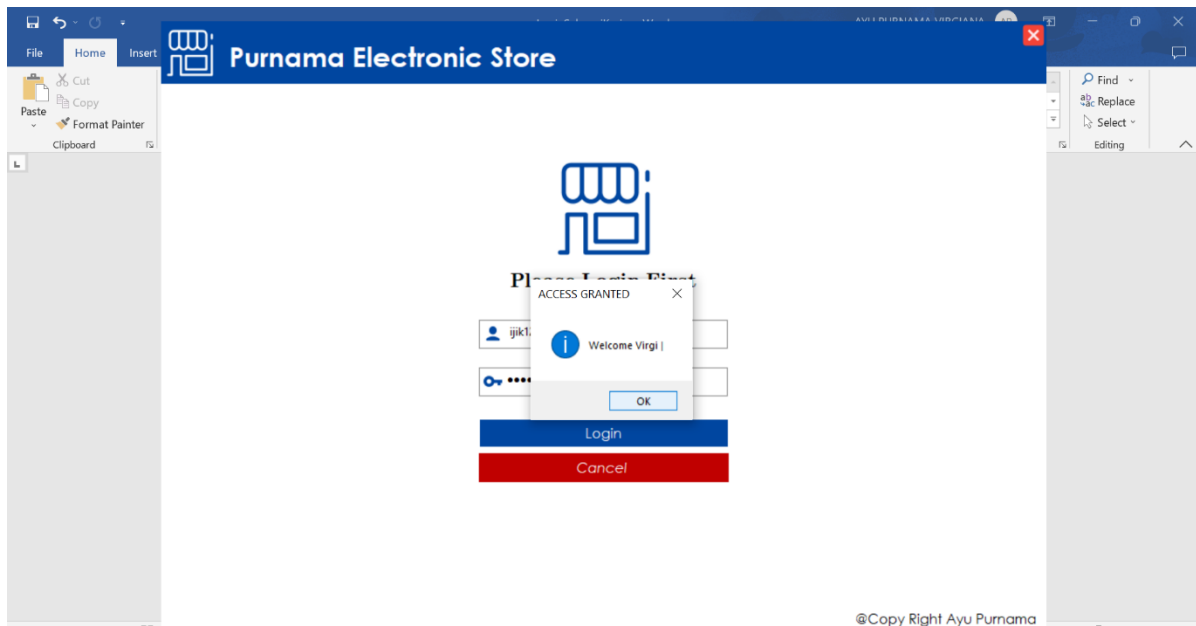 File Home Insert
Purnama Electronic Store
Cut
Copy
Paste
Format Painter
Clipboard
Find
Replace
Select
Editing
ACCESS GRANTED
Welcome Virgi |
OK
Login
Cancel
@Copy Right Ayu Purnama